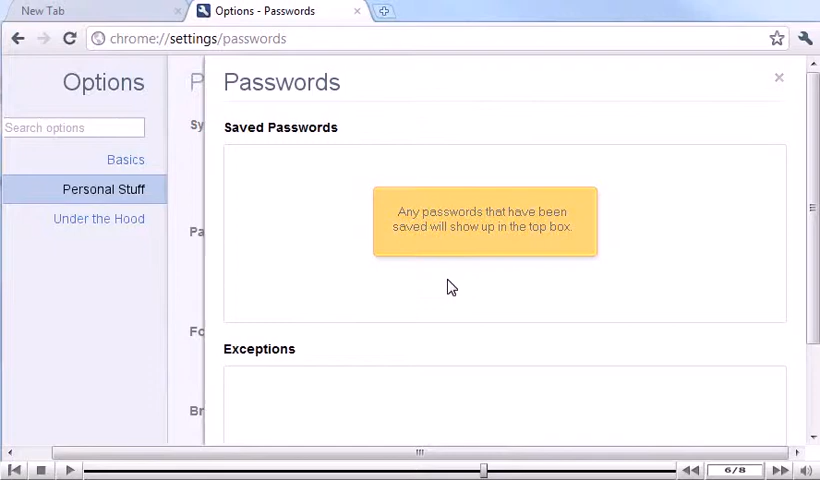 New Tab
Options - Passwords
chrome://settings/passwords
Options
Passwords
Search options
Saved Passwords
Basics
Personal Stuff
Under the Hood
Any passwords that have been
saved will show up in the top box.
Exceptions
6/8